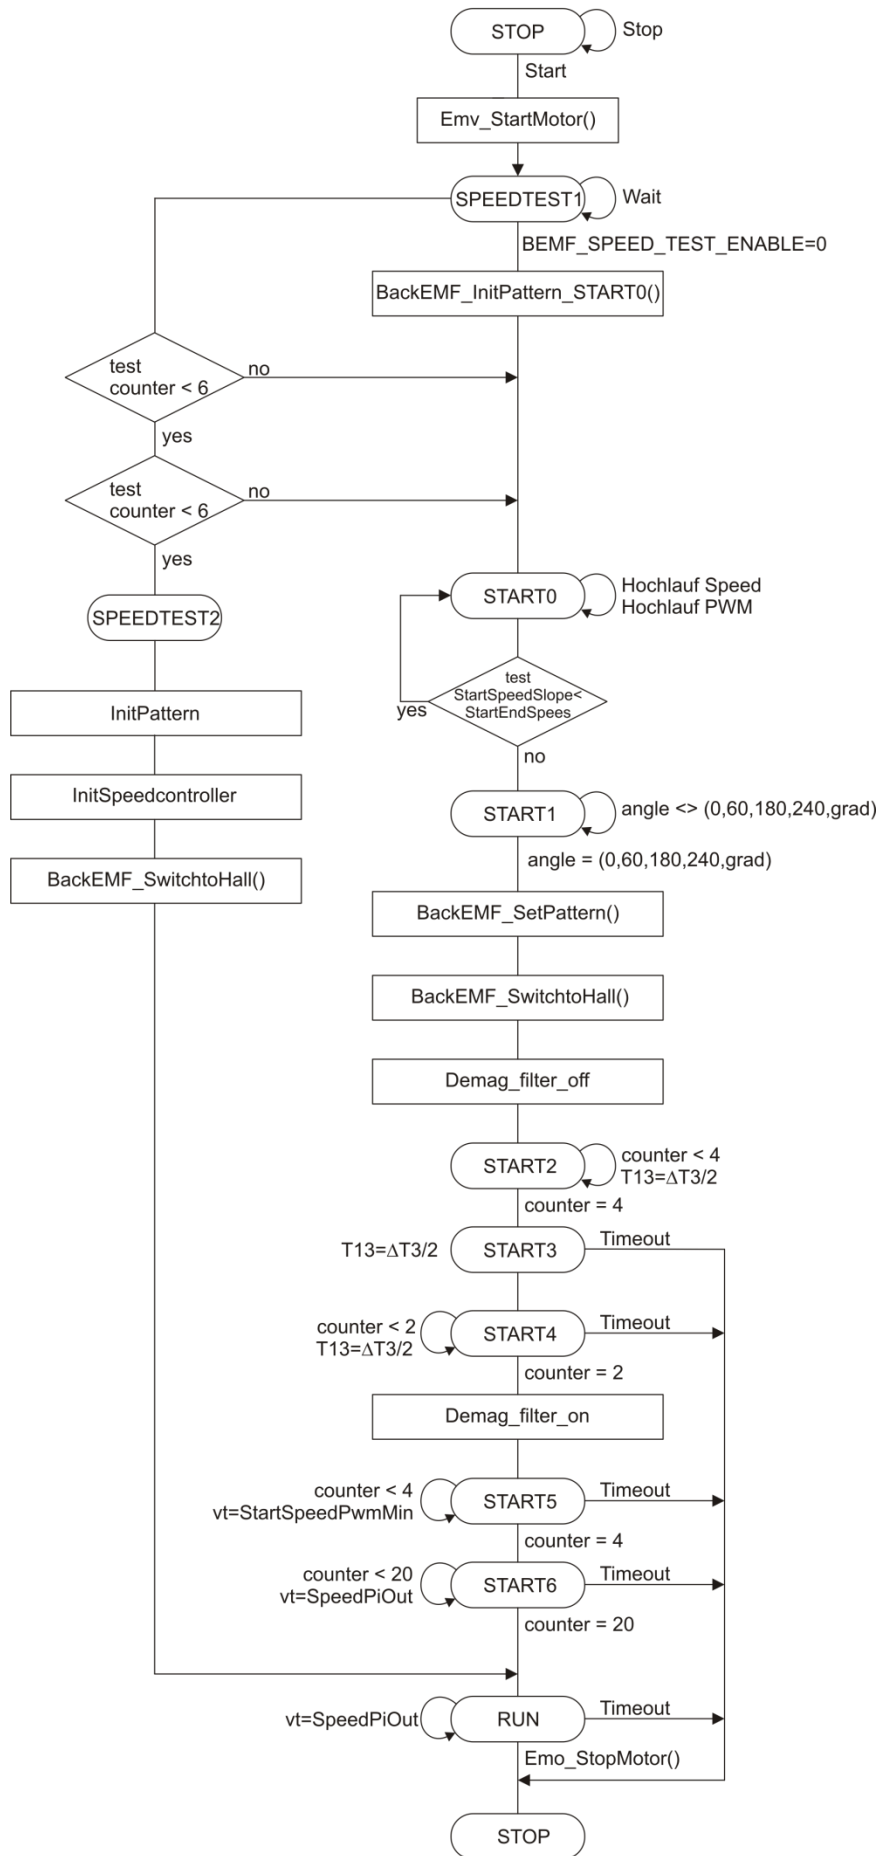 STOP
Stop
Start
Emv_StartMotor()
SPEEDTEST1
Wait
BEMF_SPEED_TEST_ENABLE=0
BackEMF_InitPattern_START0()
test
counter < 6
no
yes
test
counter < 6
no
yes
SPEEDTEST2
InitPattern
InitSpeedcontroller
BackEMF_SwitchtoHall()
START0
Hochlauf Speed
Hochlauf PWM
test
StartSpeedSlope<
StartEndSpees
yes
no
START1
angle <> (0,60,180,240,grad)
angle = (0,60,180,240,grad)
BackEMF_SetPattern()
BackEMF_SwitchtoHall()
Demag_filter_off
START2
counter < 4
T13=ΔT3/2
counter = 4
T13=ΔT3/2
START3
Timeout
counter < 2
T13=ΔT3/2
START4
Timeout
counter = 2
Demag_filter_on
counter < 4
vt=StartSpeedPwmMin
START5
Timeout
counter = 4
counter < 20
vt=SpeedPiOut
START6
Timeout
counter = 20
vt=SpeedPiOut
RUN
Timeout
Emo_StopMotor()
STOP